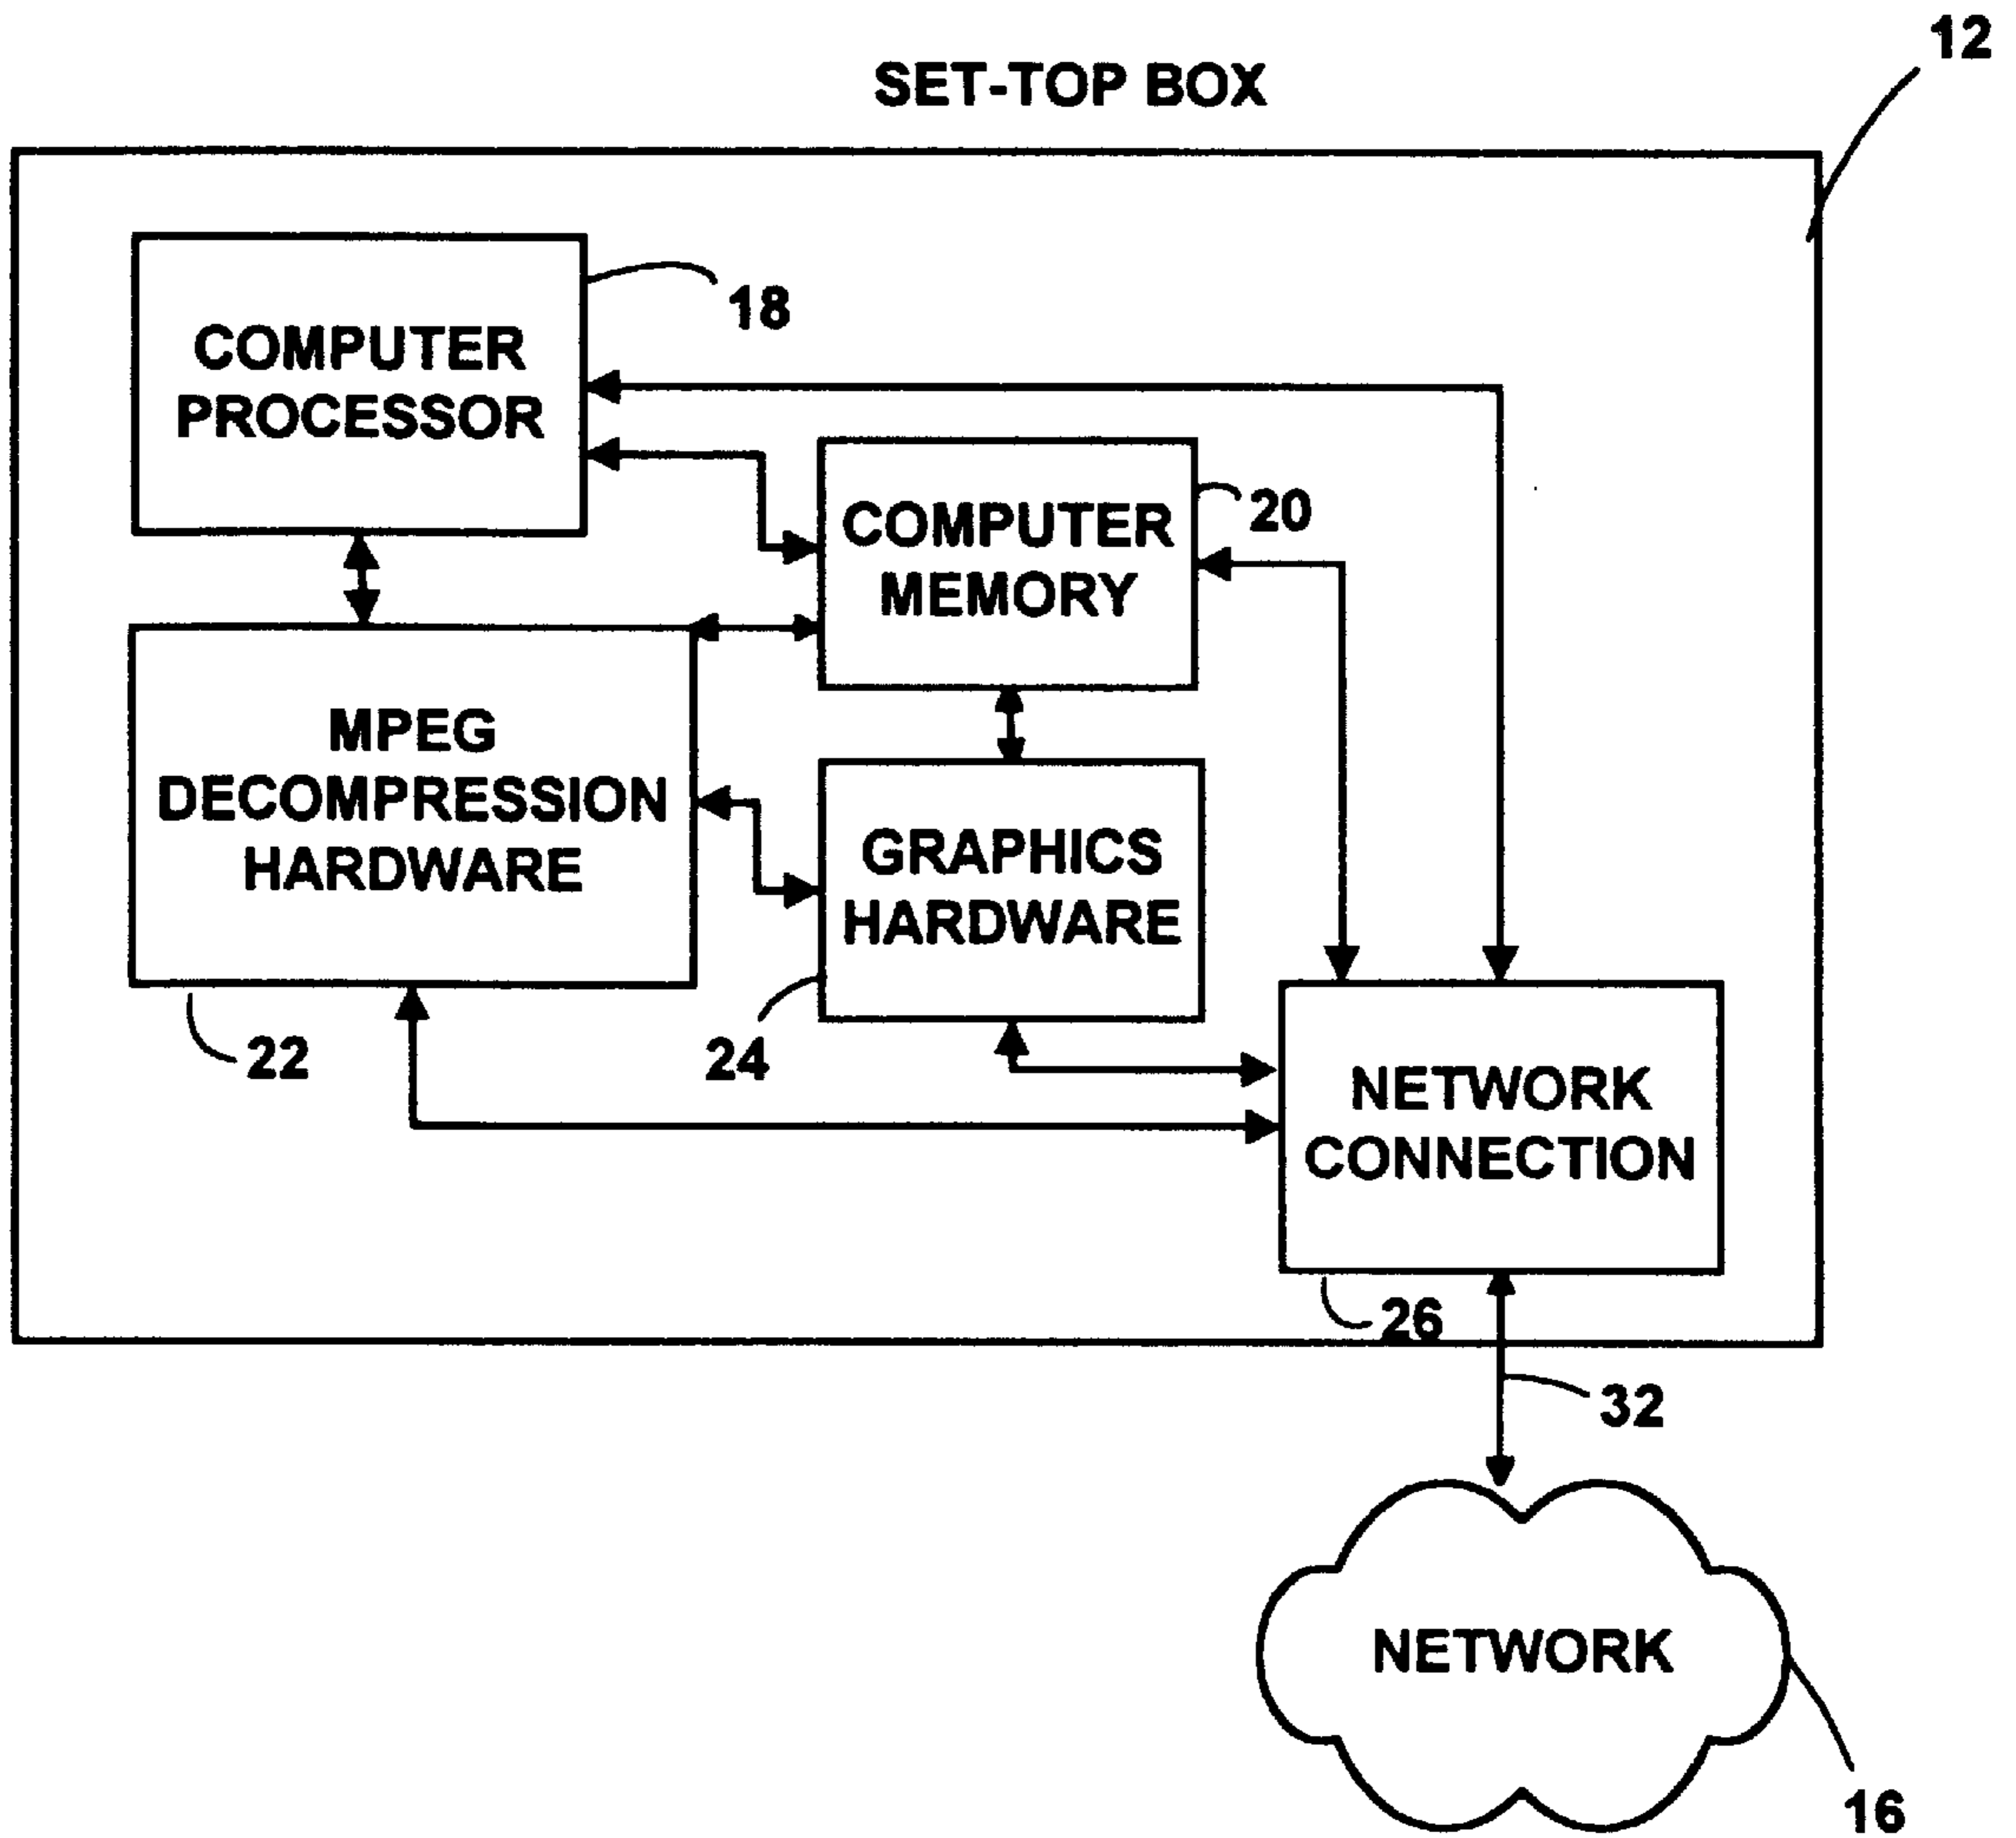 12
SET-TOP BOX
COMPUTER
PROCESSOR
18
COMPUTER
MEMORY
20
MPEG
DECOMPRESSION
HARDWARE
22
GRAPHICS
HARDWARE
24
NETWORK
CONNECTION
26
32
NETWORK
16